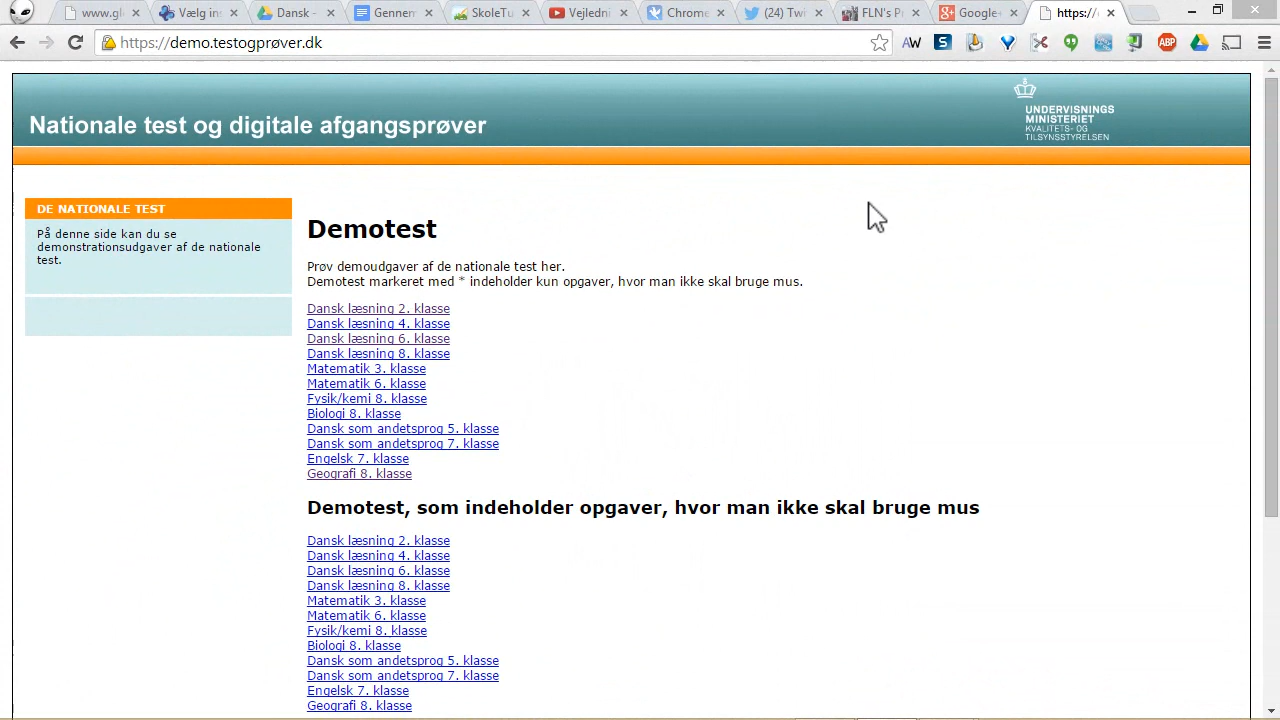 www.gl
Vælg in
Dansk -
Gennem
SkoleTu
Vejledni
Chrome
(24) Twi
FLN's P
Google+
https://
https://demo.testogprøver.dk
AW
S
ABP
Nationale test og digitale afgangsprøver
UNDERVISNINGS
MINISTERIET
KVALITETS- OG
TILSYNSSTYRELSEN
DE NATIONALE TEST
På denne side kan du se
demonstrationsudgaver af de nationale
test.
Demotest
Prøv demoudgaver af de nationale test her.
Demotest markeret med * indeholder kun opgaver, hvor man ikke skal bruge mus.
Dansk læsning 2. klasse
Dansk læsning 4. klasse
Dansk læsning 6. klasse
Dansk læsning 8. klasse
Matematik 3. klasse
Matematik 6. klasse
Fysik/kemi 8. klasse
Biologi 8. klasse
Dansk som andetsprog 5. klasse
Dansk som andetsprog 7. klasse
Engelsk 7. klasse
Geografi 8. klasse
Demotest, som indeholder opgaver, hvor man ikke skal bruge mus
Dansk læsning 2. klasse
Dansk læsning 4. klasse
Dansk læsning 6. klasse
Dansk læsning 8. klasse
Matematik 3. klasse
Matematik 6. klasse
Fysik/kemi 8. klasse
Biologi 8. klasse
Dansk som andetsprog 5. klasse
Dansk som andetsprog 7. klasse
Engelsk 7. klasse
Geografi 8. klasse